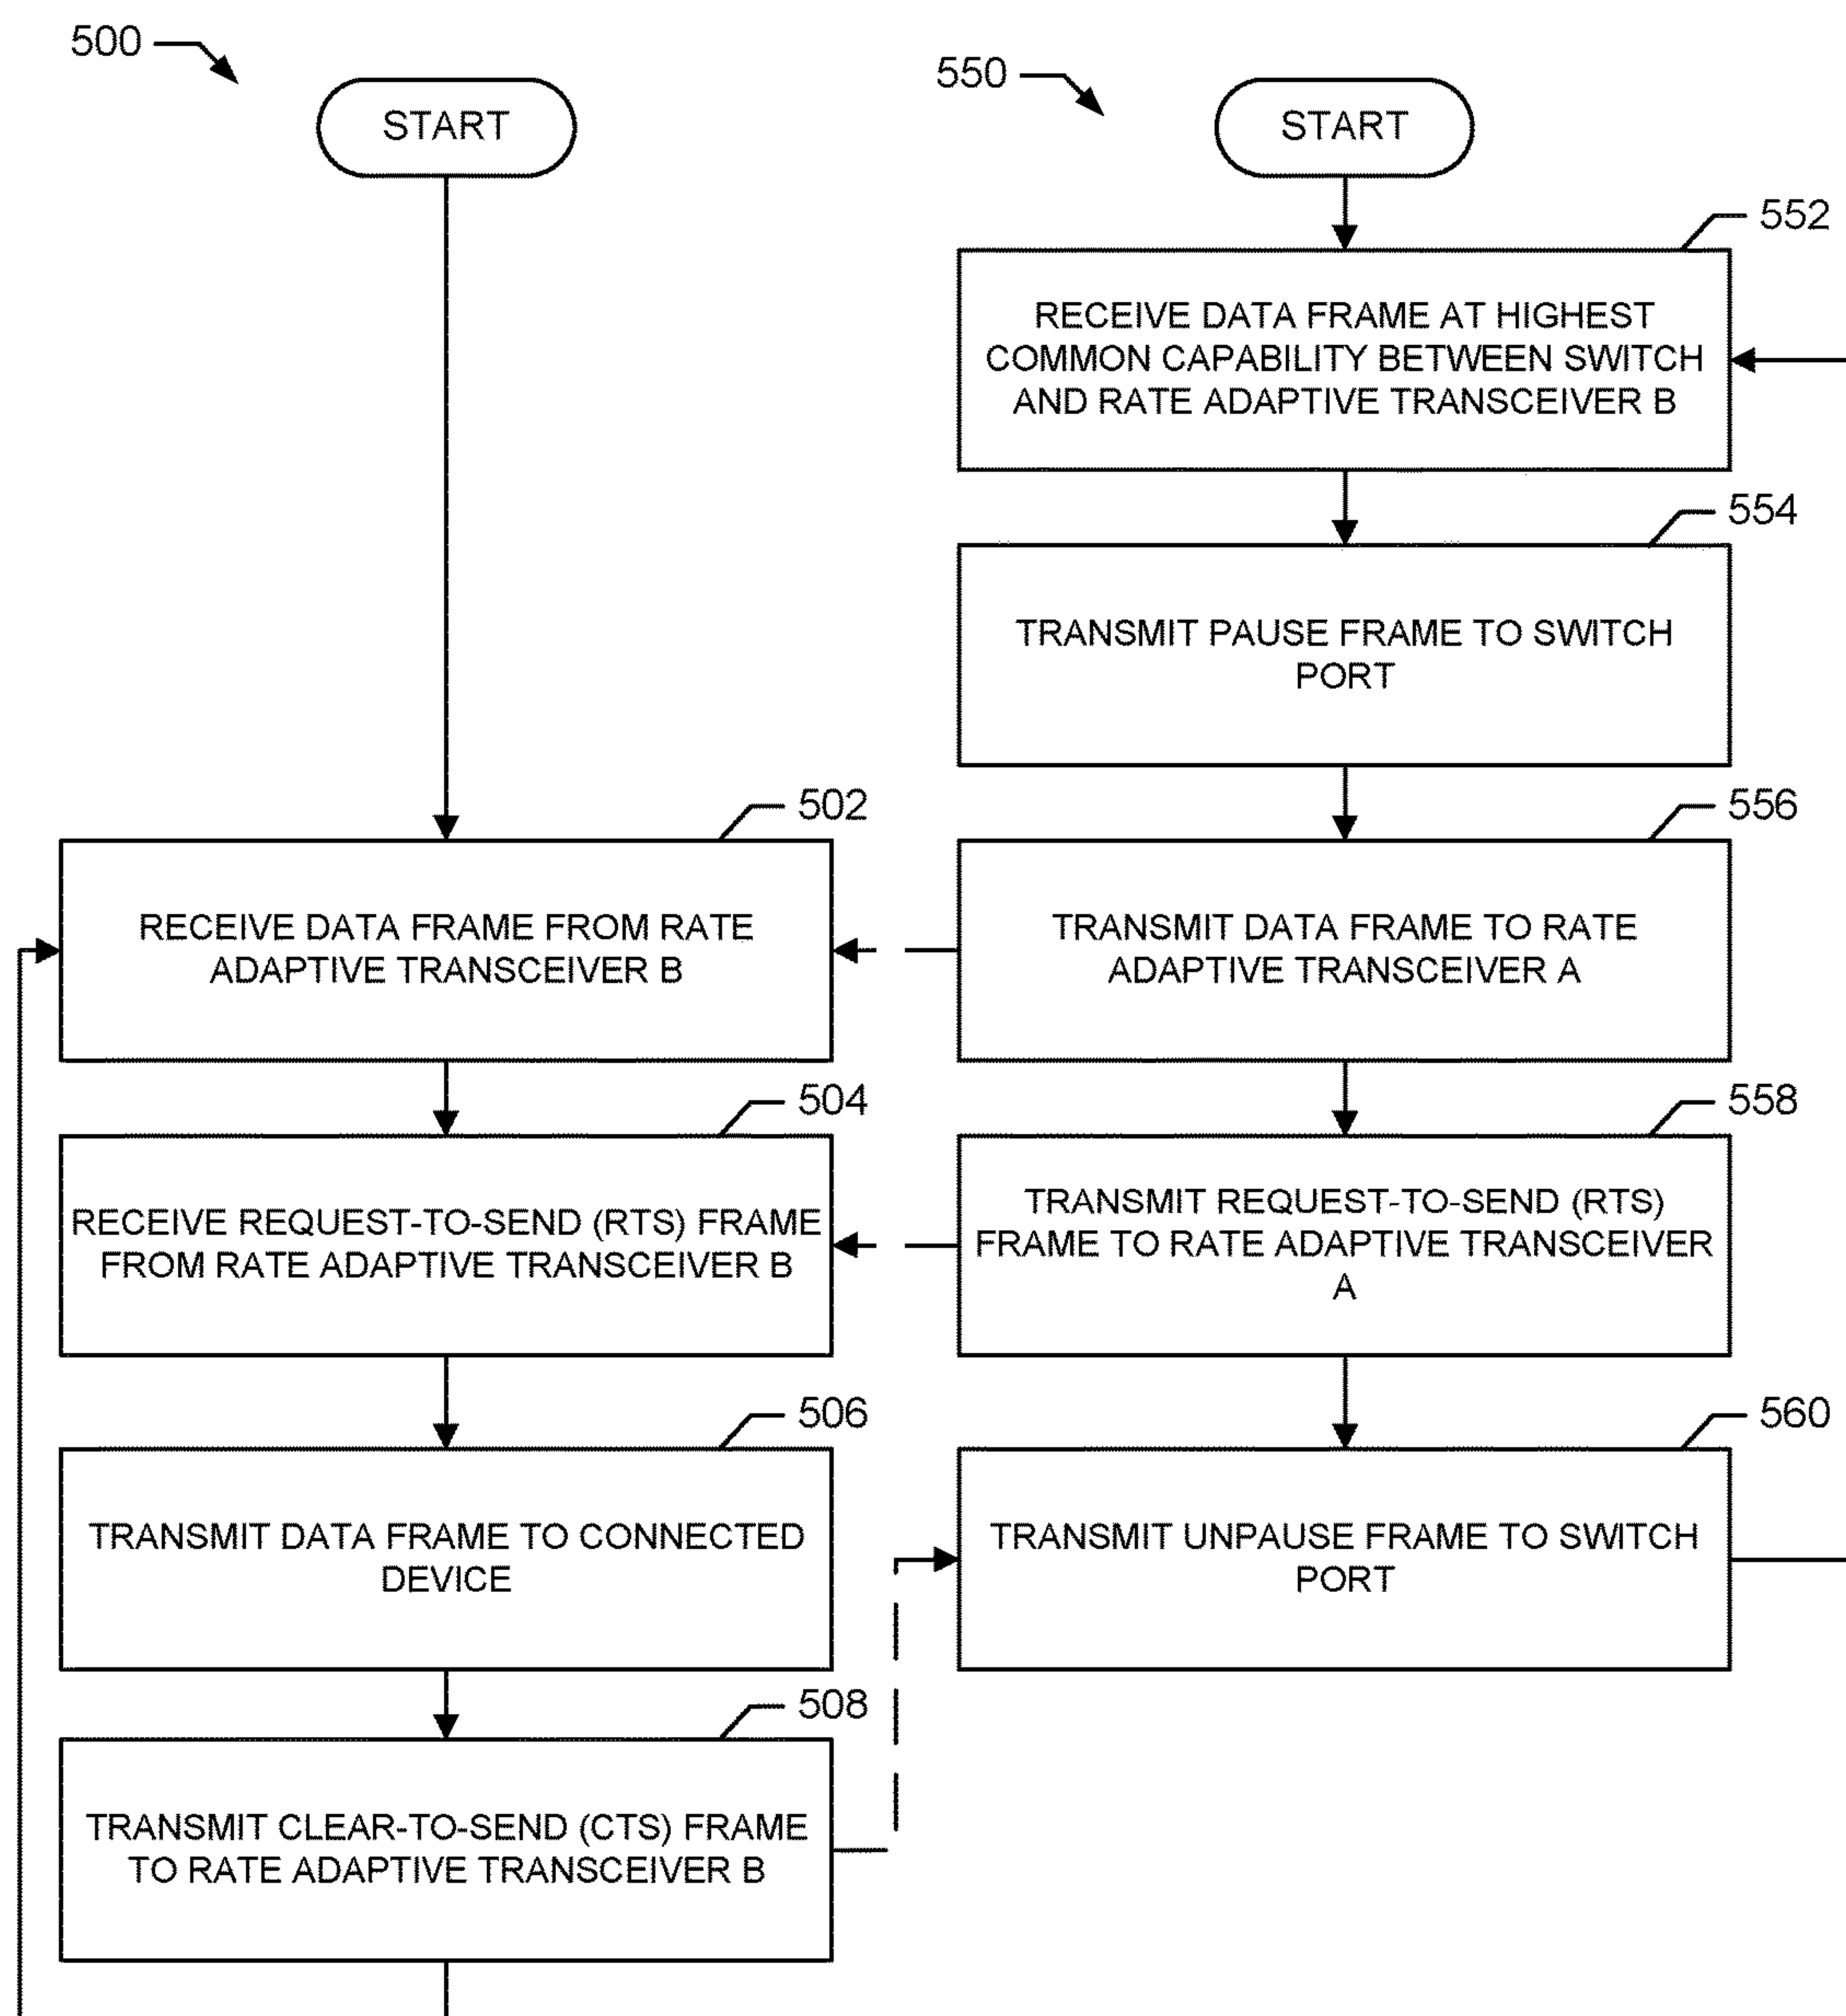 500
START
502
RECEIVE DATA FRAME FROM RATE
ADAPTIVE TRANSCEIVER B
504
RECEIVE REQUEST-TO-SEND (RTS) FRAME
FROM RATE ADAPTIVE TRANSCEIVER B
506
TRANSMIT DATA FRAME TO CONNECTED
DEVICE
508
TRANSMIT CLEAR-TO-SEND (CTS) FRAME
TO RATE ADAPTIVE TRANSCEIVER B
550
START
552
RECEIVE DATA FRAME AT HIGHEST
COMMON CAPABILITY BETWEEN SWITCH
AND RATE ADAPTIVE TRANSCEIVER B
554
TRANSMIT PAUSE FRAME TO SWITCH
PORT
556
TRANSMIT DATA FRAME TO RATE
ADAPTIVE TRANSCEIVER A
558
TRANSMIT REQUEST-TO-SEND (RTS)
FRAME TO RATE ADAPTIVE TRANSCEIVER
A
560
TRANSMIT UNPAUSE FRAME TO SWITCH
PORT